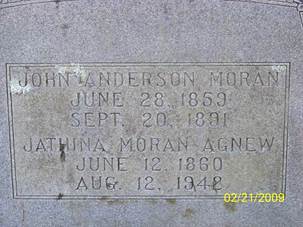 JOHN ANDERSON MORAN
JUNE 28, 1859
SEPT. 20, 1891
JATHINA MORAN AGNEW
JUNE 12, 1860
AUG. 12, 1942
02/21/2009